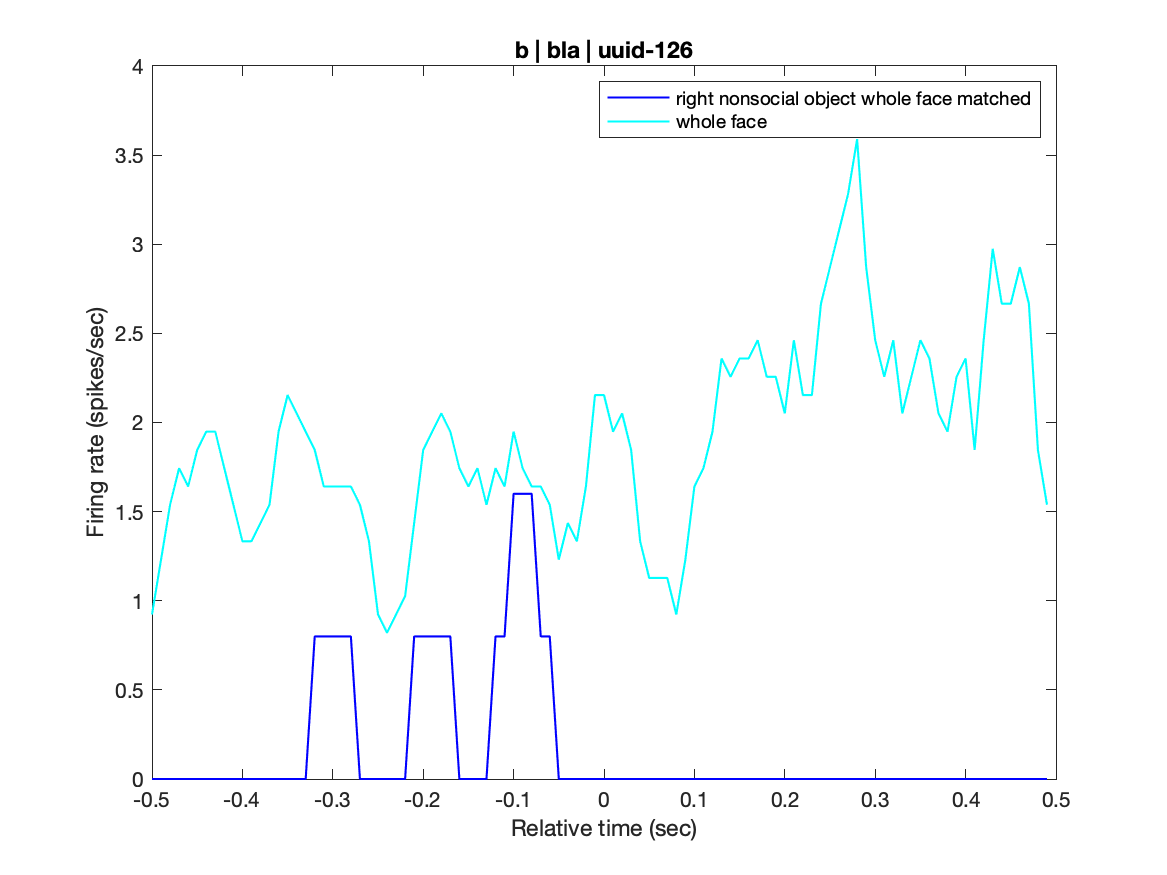 b | bla | uuid-126
right nonsocial object whole face matched
whole face
4
3.5
3
2.5
2
1.5
1
0.5
0
Firing rate (spikes/sec)
-0.5 -0.4 -0.3 -0.2 -0.1 0 0.1 0.2 0.3 0.4 0.5
Relative time (sec)